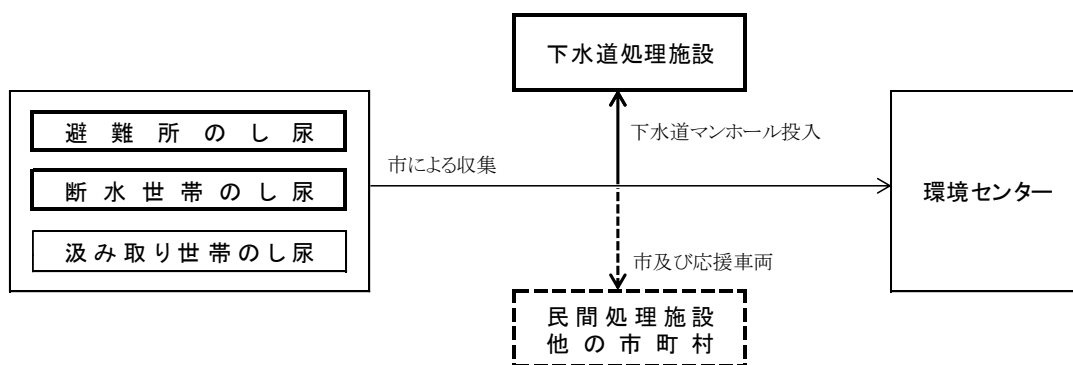 下水道処理施設
避難所のし尿
下水道マンホール投入
市による収集
断水世帯のし尿
環境センター
汲み取り世帯のし尿
市及び応援車両
民間処理施設
他の市町村